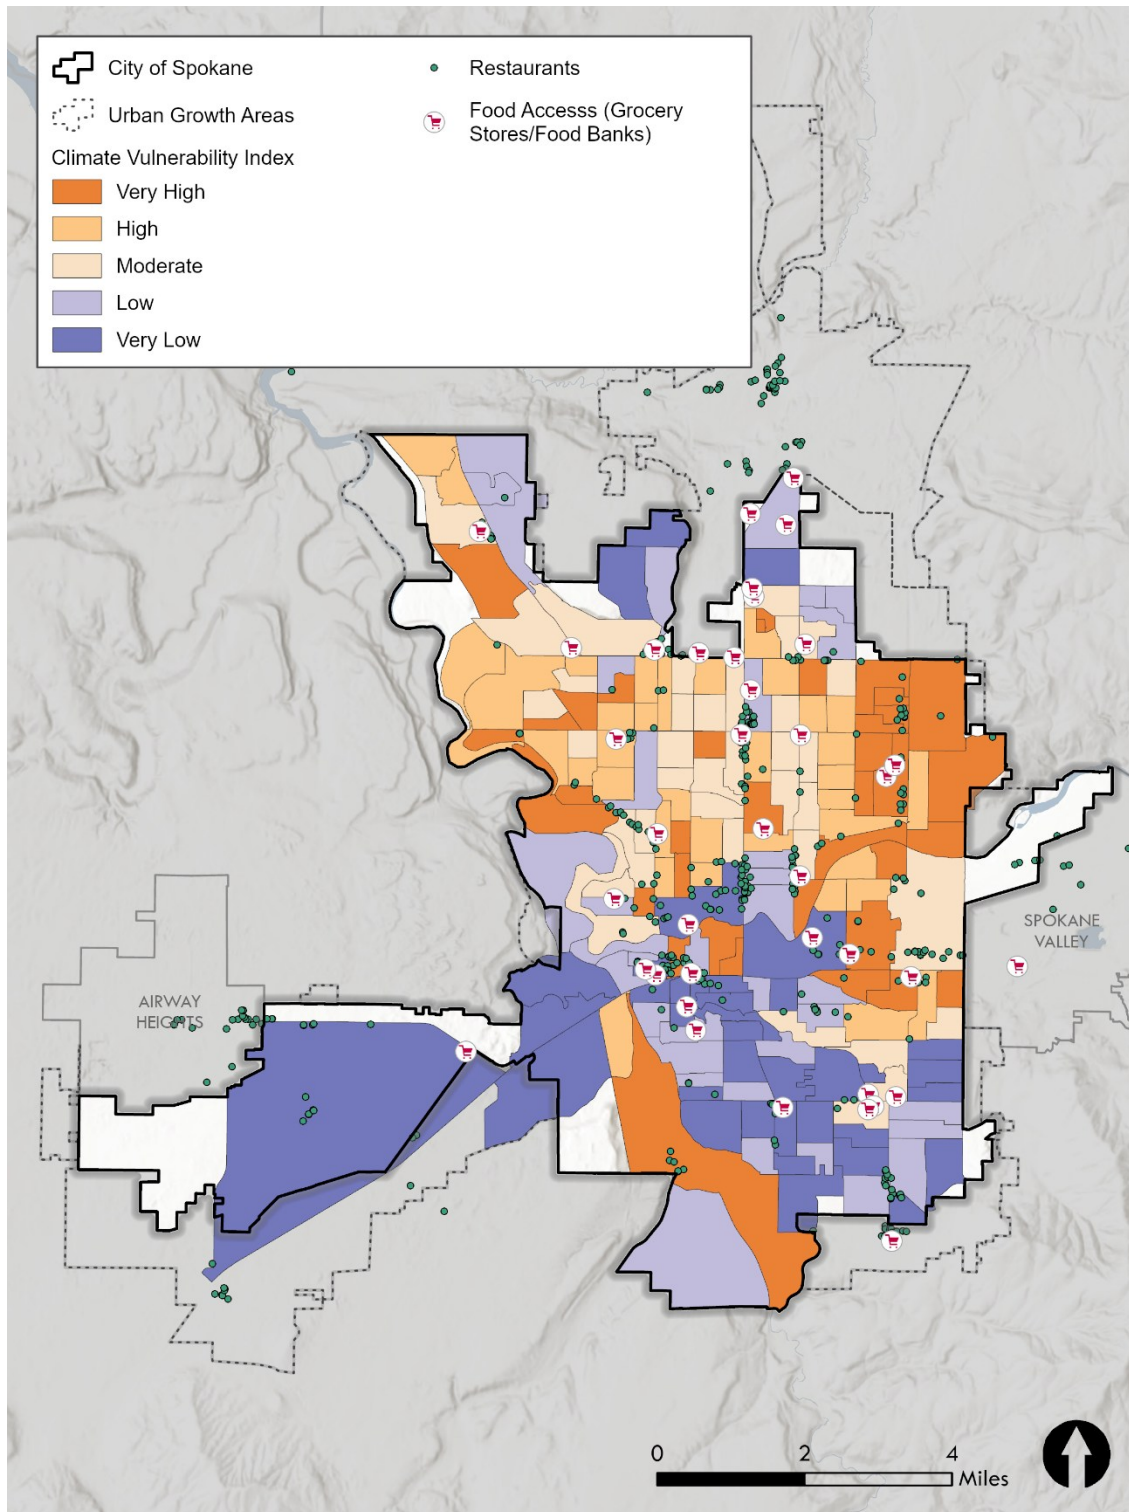 City of Spokane
Urban Growth Areas
Climate Vulnerability Index
Very High
High
Moderate
Low
Very Low
Restaurants
Food Accesss (Grocery
Stores/Food Banks)
SPOKANE
VALLEY
AIRWAY
HEIGHTS
0 2 4
Miles